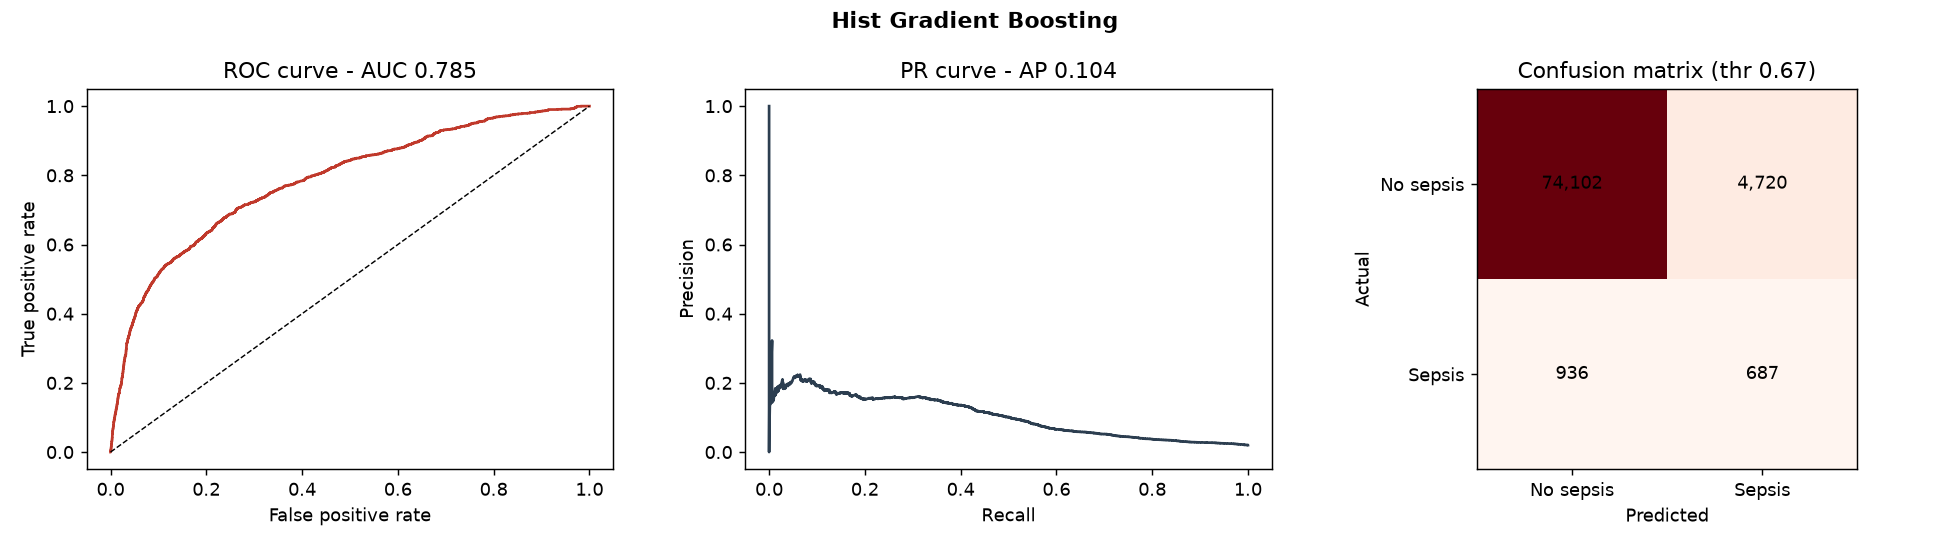 Hist Gradient Boosting
ROC curve - AUC 0.785
True positive rate
1.0
0.8
0.6
0.4
0.2
0.0
0.0 0.2 0.4 0.6 0.8 1.0
False positive rate
PR curve - AP 0.104
Precision
1.0
0.8
0.6
0.4
0.2
0.0
0.0 0.2 0.4 0.6 0.8 1.0
Recall
Confusion matrix (thr 0.67)
Actual
No sepsis 74,102 4,720
Sepsis 936 687
No sepsis Sepsis
Predicted